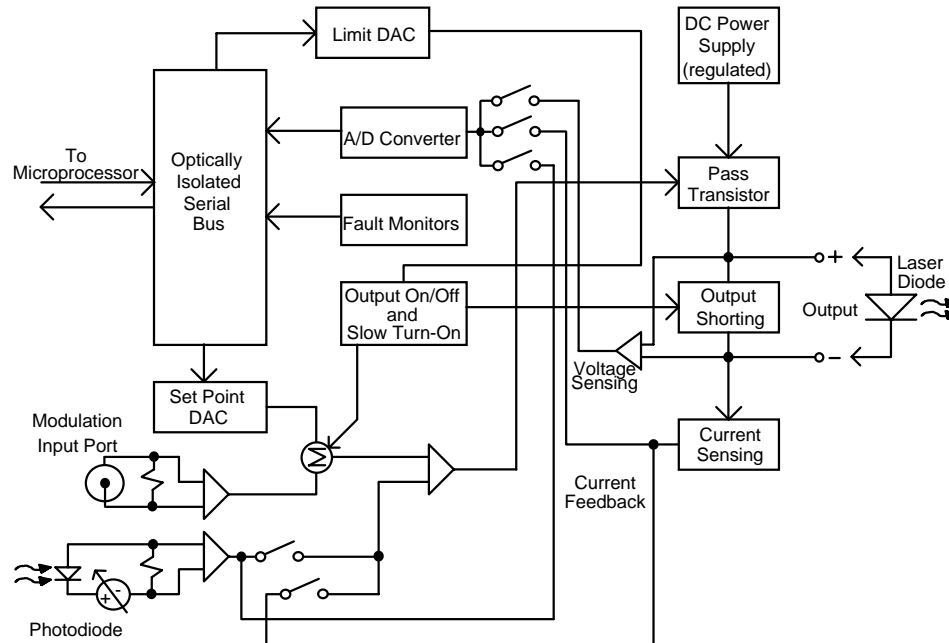 Limit DAC
DC Power
Supply
(regulated)
A/D Converter
To
Microprocessor
Optically
Isolated
Serial
Bus
Pass
Transistor
Fault Monitors
+
Laser
Diode
Output On/Off
and
Slow Turn-On
Output
Shorting
Output
−
Voltage
Sensing
Set Point
DAC
Modulation
Input Port
Σ
Current
Sensing
Current
Feedback
+ -
Photodiode